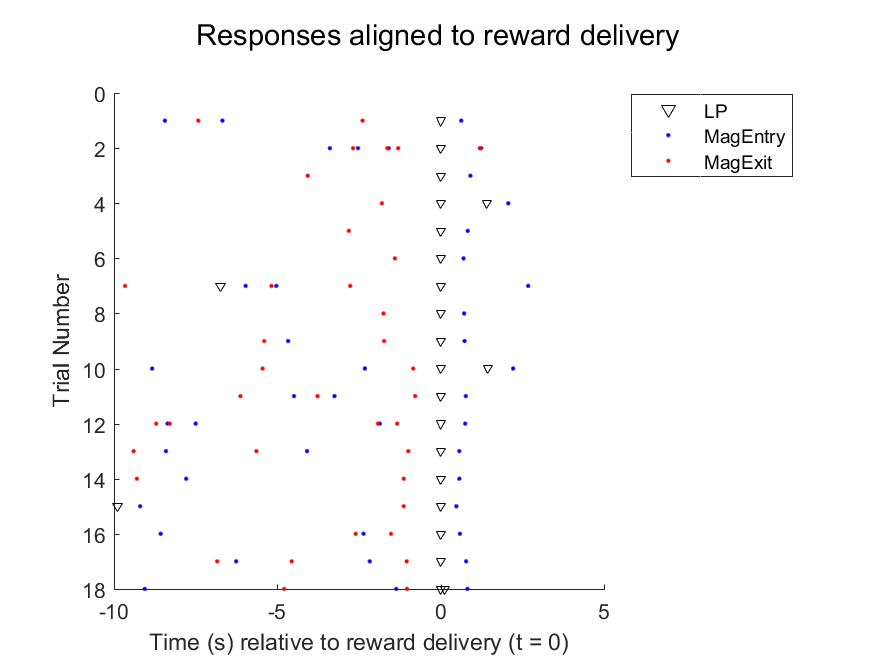 Responses aligned to reward delivery
LP
MagEntry
MagExit
Trial Number
0
2
4
6
8
10
12
14
16
18
-10
-5
0
5
Time (s) relative to reward delivery (t = 0)